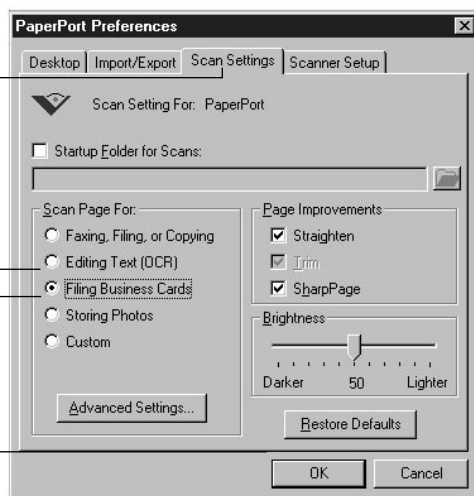 PaperPort Preferences
Desktop
Import/Export
Scan Settings
Scanner Setup
Scan Setting For: PaperPort
Startup Folder for Scans:
Scan Page For:
Faxing, Filing, or Copying
Editing Text (OCR)
Filing Business Cards
Storing Photos
Custom
Advanced Settings...
Page Improvements
Straighten
Trim
SharpPage
Brightness
Darker 50 Lighter
Restore Defaults
OK
Cancel